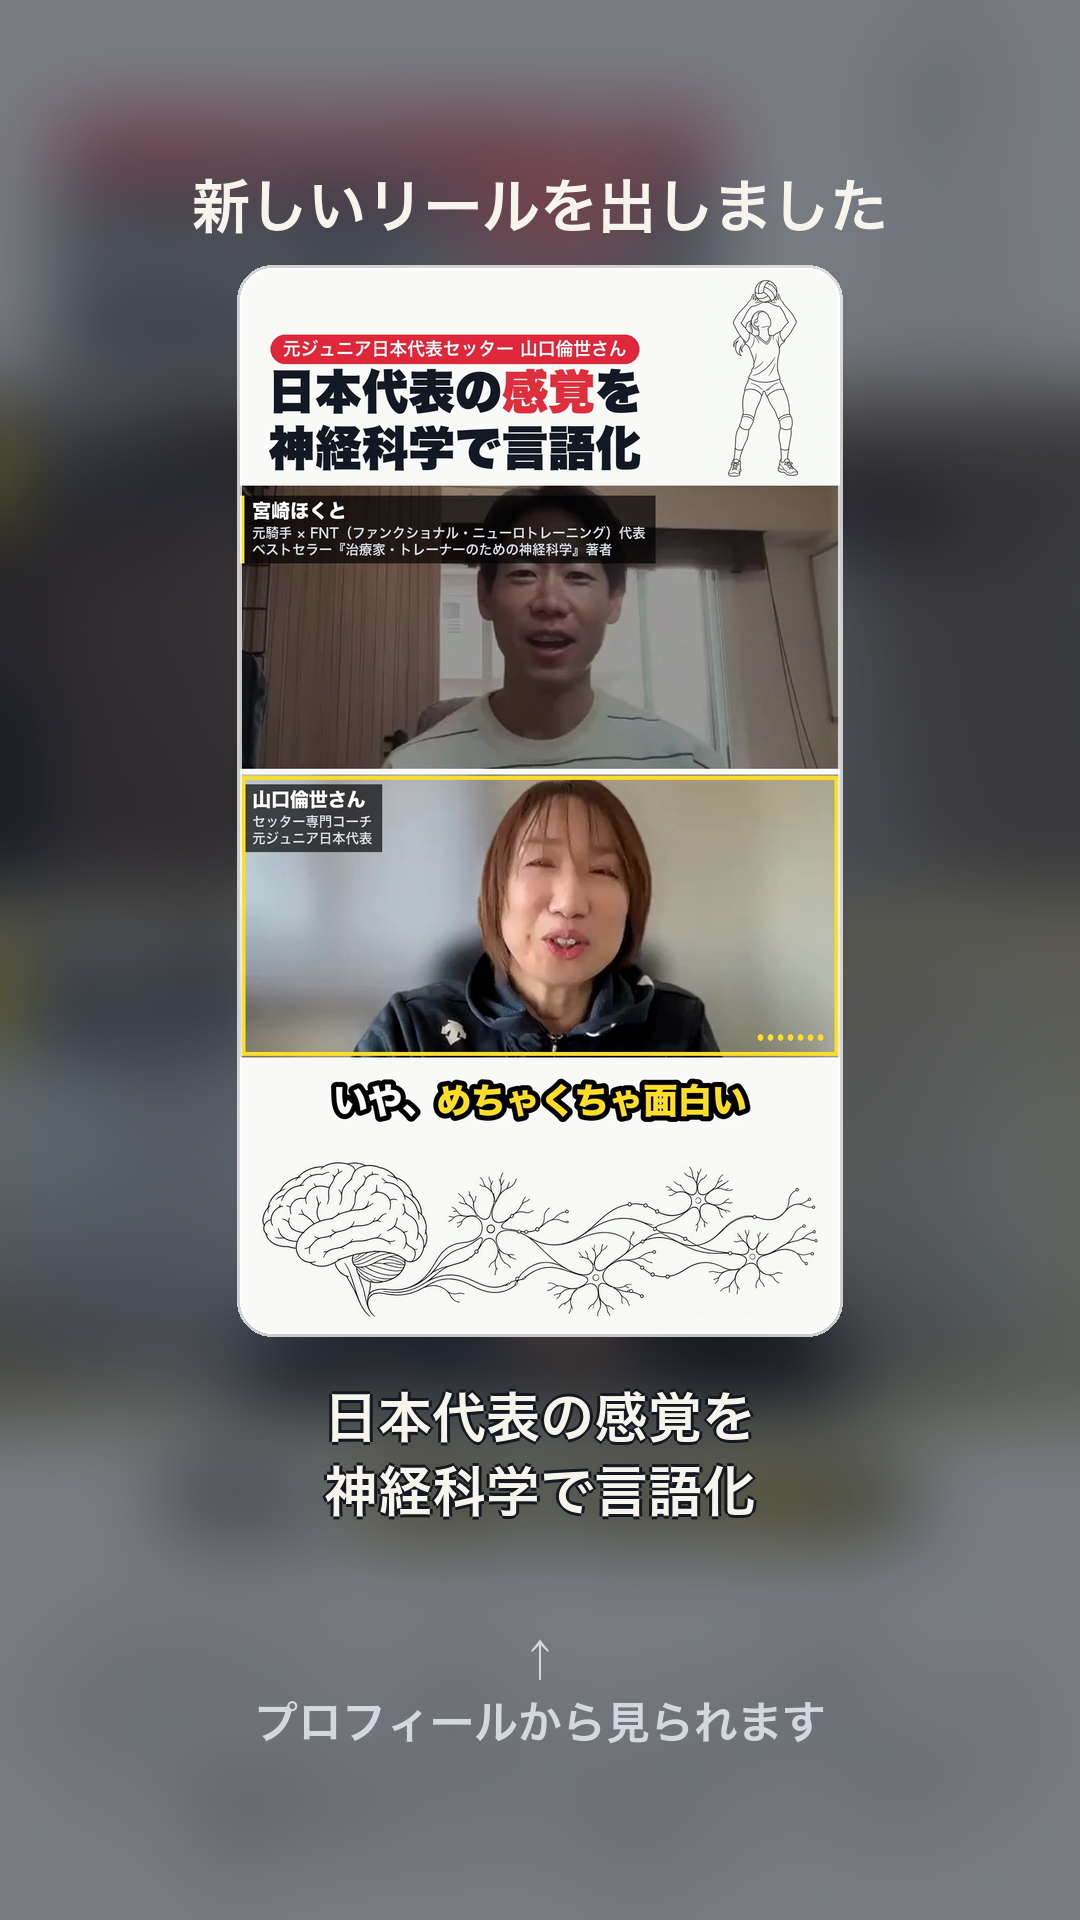 新しいリールを出しました
元ジュニア日本代表セッター 山口倫世さん
日本代表の感覚を
神経科学で言語化
宮崎ほくと
元騎手 × FNT（ファンクショナル・ニューロトレーニング）代表
ベストセラー『治療家・トレーナーのための神経科学』著者
山口倫世さん
セッター専門コーチ
元ジュニア日本代表
いや、めちゃくちゃ面白い
日本代表の感覚を
神経科学で言語化
↑
プロフィールから見られます